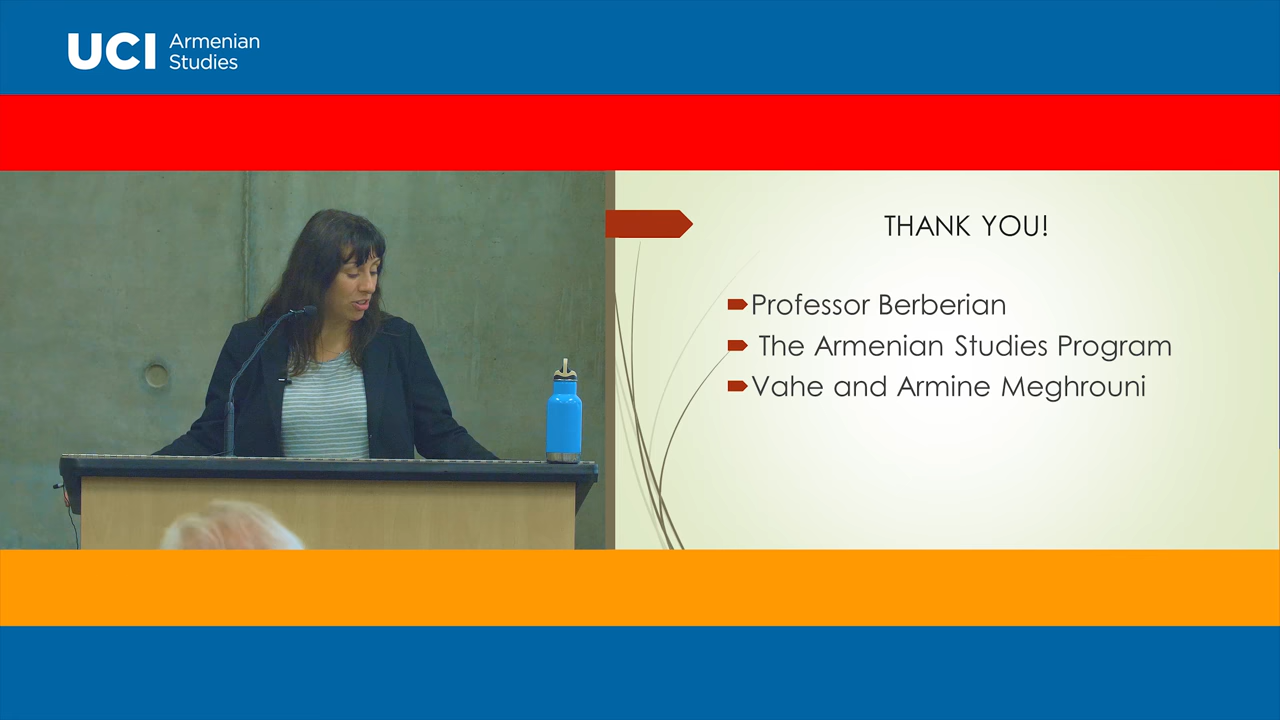 UCI Armenian
Studies
THANK YOU!
Professor Berberian
The Armenian Studies Program
Vahe and Armine Meghrouni